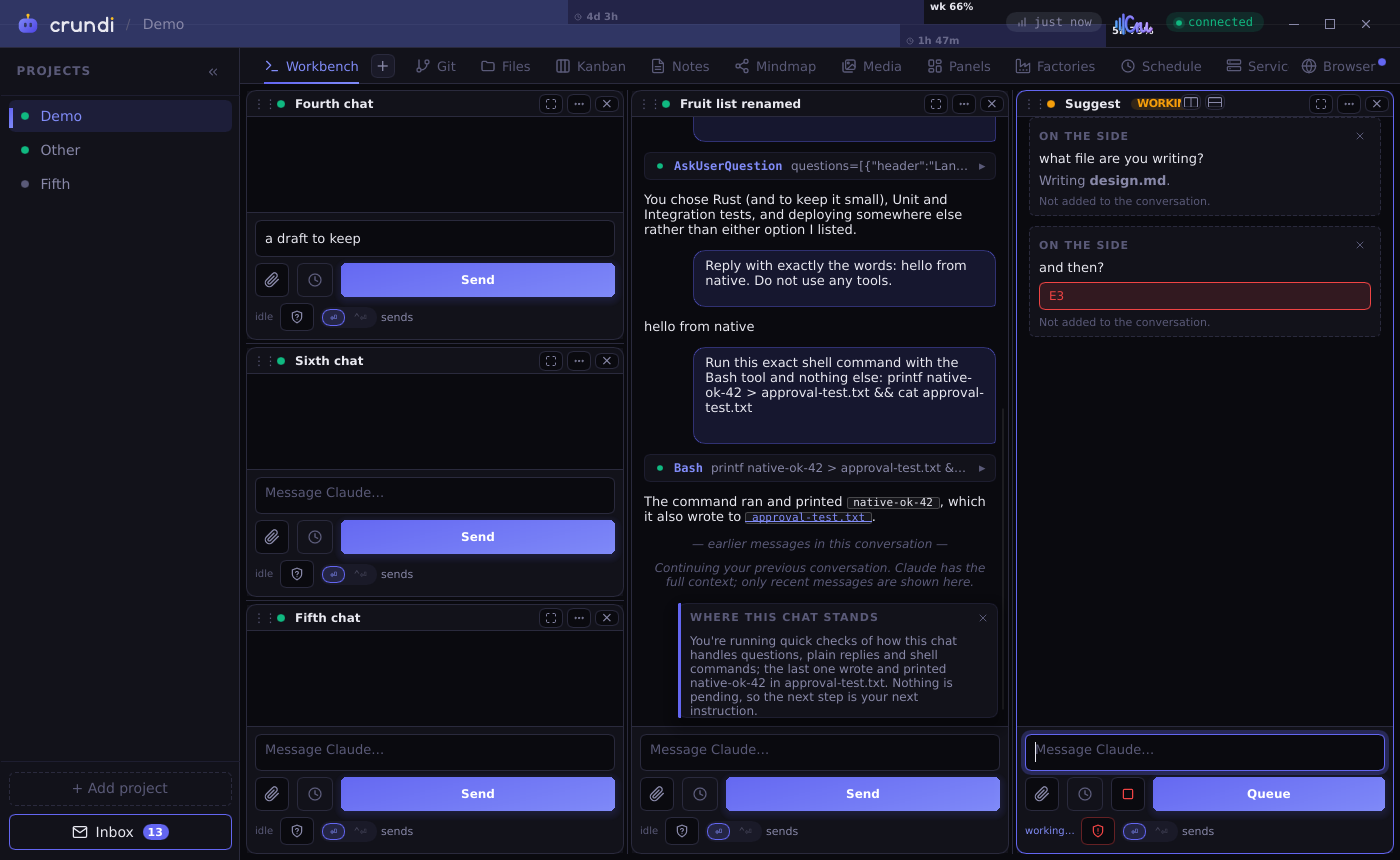 crundi / Demo
4d 3h
wk 66%
1h 47m
just now
connected
PROJECTS
«
Demo
Other
Fifth
+ Add project
Inbox 13
Workbench
+
Git
Files
Kanban
Notes
Mindmap
Media
Panels
Factories
Schedule
Servic
Browser
Fourth chat
a draft to keep
Send
idle
sends
Sixth chat
Message Claude...
Send
idle
sends
Fifth chat
Message Claude...
Send
idle
sends
Fruit list renamed
AskUserQuestion questions=[{"header":"Lan...
You chose Rust (and to keep it small), Unit and
Integration tests, and deploying somewhere else
rather than either option I listed.
Reply with exactly the words: hello from
native. Do not use any tools.
hello from native
Run this exact shell command with the
Bash tool and nothing else: printf native-
ok-42 > approval-test.txt && cat approval-
test.txt
Bash printf native-ok-42 > approval-test.txt &...
The command ran and printed native-ok-42, which
it also wrote to approval-test.txt.
— earlier messages in this conversation —
Continuing your previous conversation. Claude has the
full context; only recent messages are shown here.
WHERE THIS CHAT STANDS
You're running quick checks of how this chat
handles questions, plain replies and shell
commands; the last one wrote and printed
native-ok-42 in approval-test.txt. Nothing is
pending, so the next step is your next
instruction.
Message Claude...
Send
idle
sends
Suggest
WORKIN
ON THE SIDE
what file are you writing?
Writing design.md.
Not added to the conversation.
ON THE SIDE
and then?
E3
Not added to the conversation.
Message Claude...
Queue
working...
sends